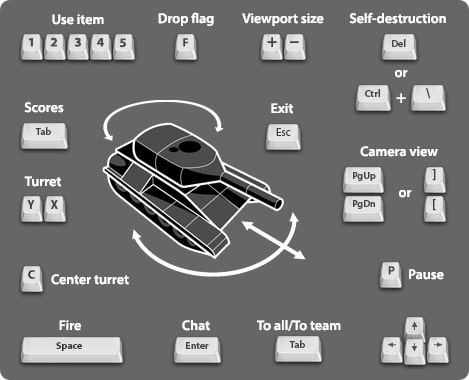 Use item
1 2 3 4 5
Drop flag
F
Viewport size
+ −
Self-destruction
Del
or
Ctrl + \
Scores
Tab
Exit
Esc
Camera view
PgUp
PgDn
or
]
[
Turret
Y X
C Center turret
P Pause
Fire
Space
Chat
Enter
To all/To team
Tab